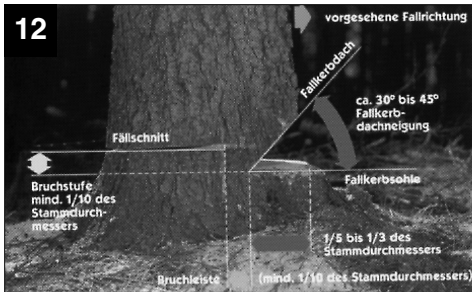 12
vorgesehene Fallrichtung
Fallkerbdach
ca. 30° bis 45°
Fallkerb-
dachneigung
Fällschnitt
Bruchstufe
mind. 1/10 des
Stammdurch-
messers
Fallkerbsohle
1/5 bis 1/3 des
Stammdurchmessers
Bruchleiste
(mind. 1/10 des Stammdurchmessers)